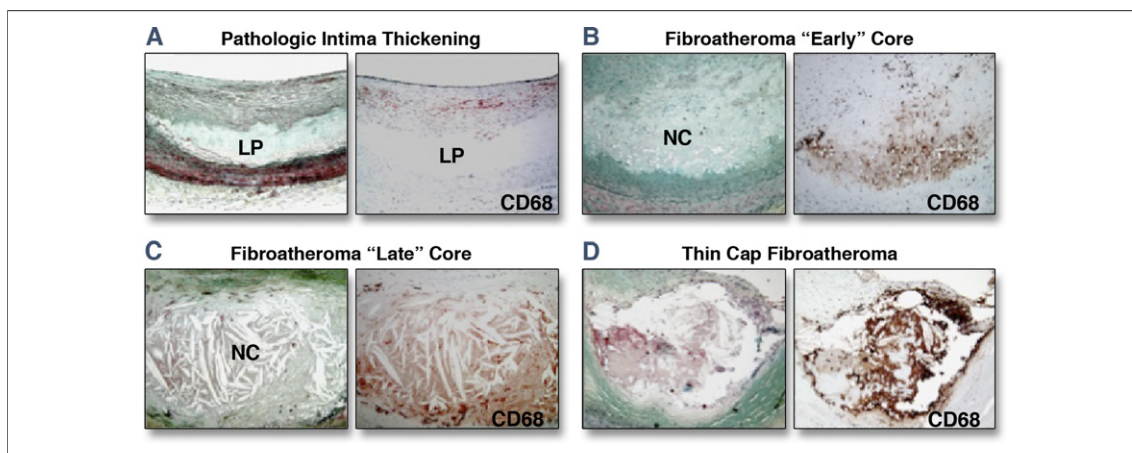 A Pathologic Intima Thickening
B Fibroatheroma “Early” Core
LP
LP
CD68
NC
CD68
C Fibroatheroma “Late” Core
D Thin Cap Fibroatheroma
NC
CD68
CD68